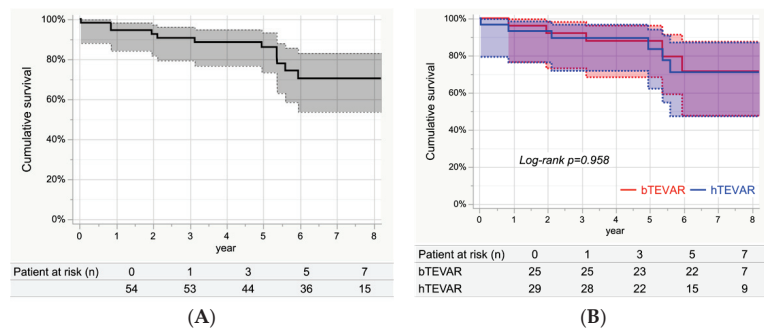 100%
80%
60%
40%
20%
0%
Cumulative survival
0 1 2 3 4 5 6 7 8
year
Patient at risk (n) 0 1 3 5 7
54 53 44 36 15
(A)
100%
80%
60%
40%
20%
0%
Cumulative survival
Log-rank p=0.958
bTEVAR hTEVAR
0 1 2 3 4 5 6 7 8
year
Patient at risk (n) 0 1 3 5 7
bTEVAR 25 25 23 22 7
hTEVAR 29 28 22 15 9
(B)